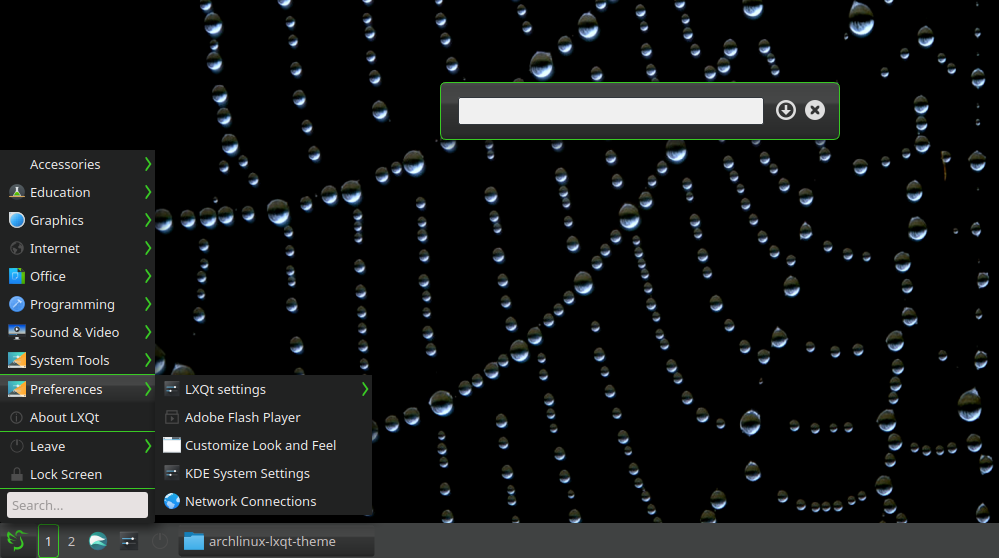 Accessories
Education
Graphics
Internet
Office
Programming
Sound & Video
System Tools
Preferences
About LXQt
Leave
Lock Screen
Search...
LXQt settings
Adobe Flash Player
Customize Look and Feel
KDE System Settings
Network Connections
1
2
archlinux-lxqt-theme